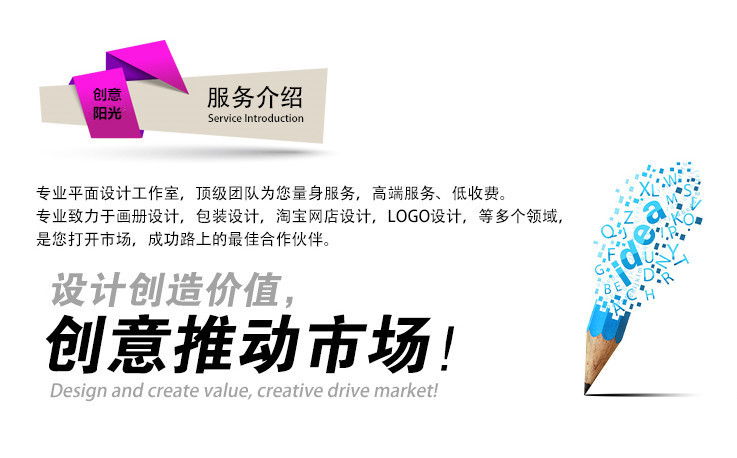 创意
阳光
服务介绍
Service Introduction
专业平面设计工作室，顶级团队为您量身服务，高端服务、低收费。
专业致力于画册设计，包装设计，淘宝网店设计，LOGO设计，等多个领域，
是您打开市场，成功路上的最佳合作伙伴。
设计创造价值，
创意推动市场！
Design and create value, creative drive market!
idea